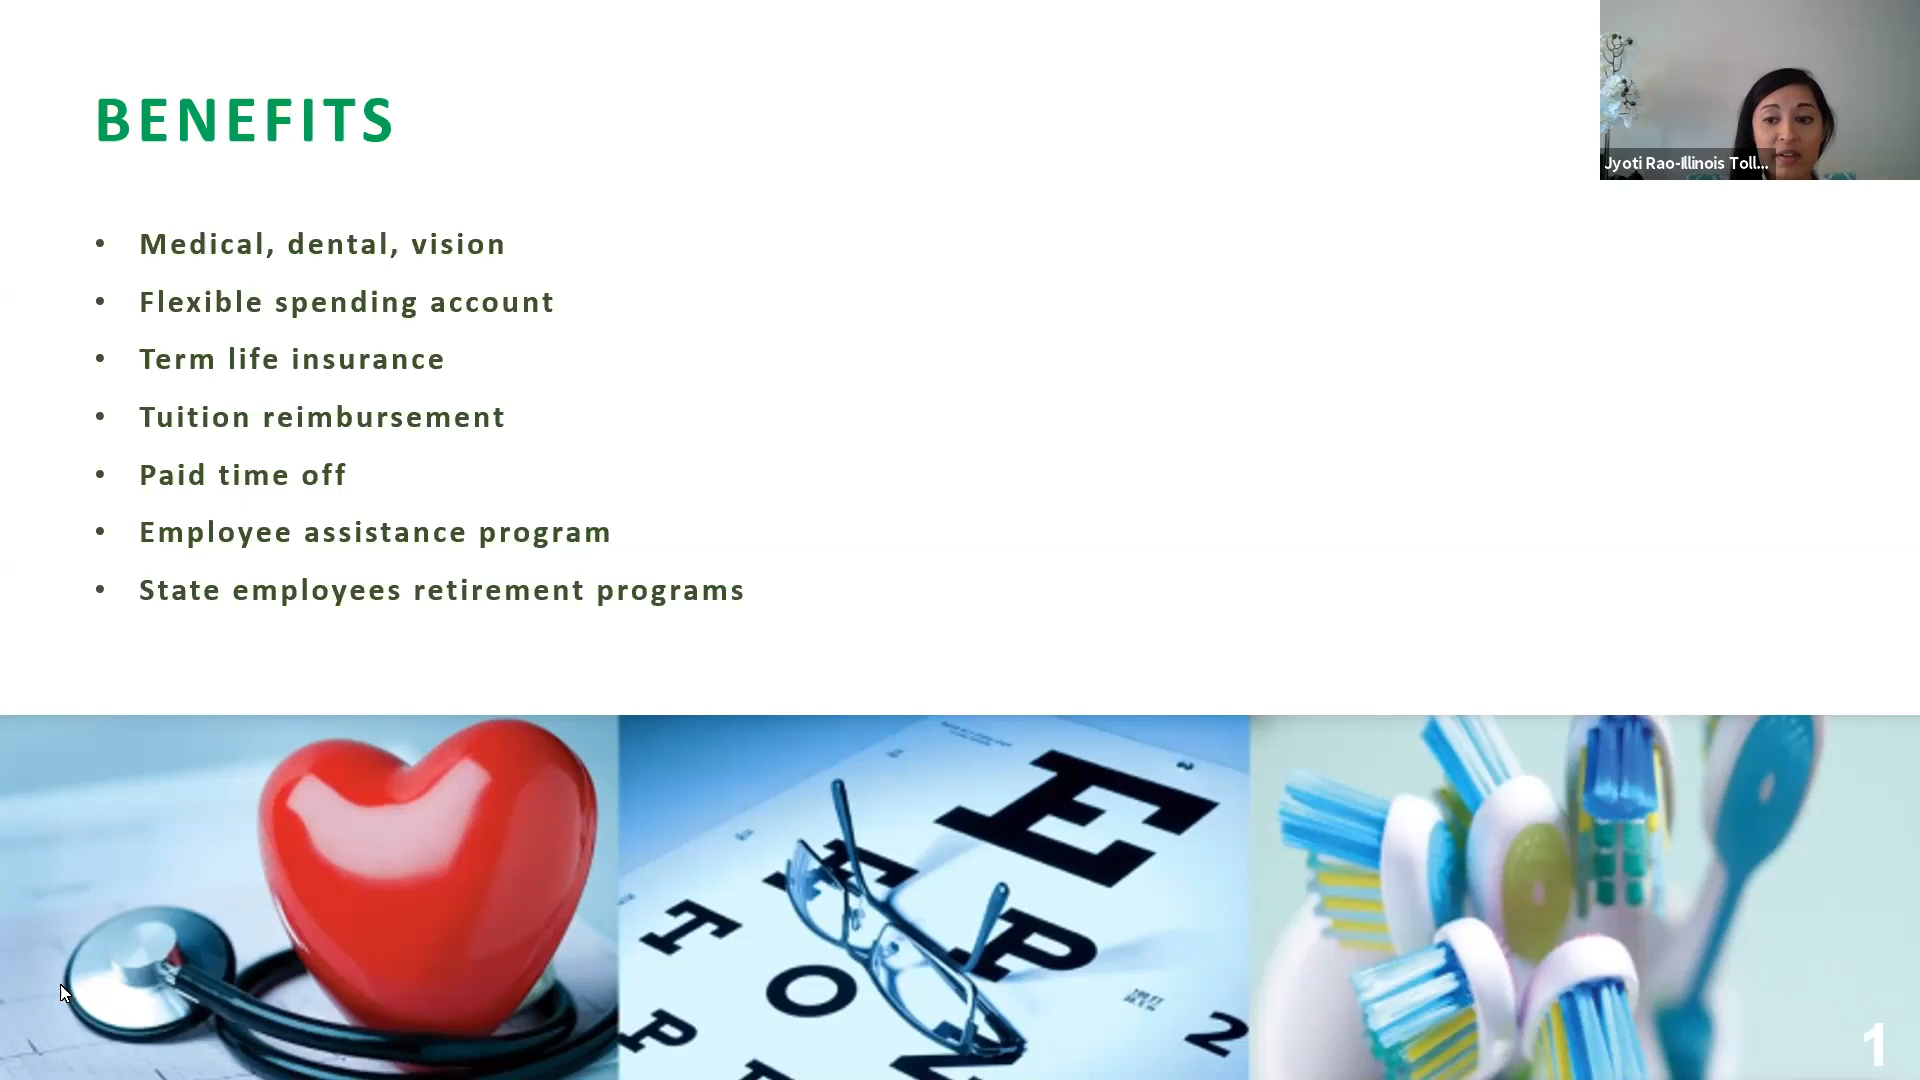 BENEFITS
Jyoti Rao-Illinois Toll...
• Medical, dental, vision
• Flexible spending account
• Term life insurance
• Tuition reimbursement
• Paid time off
• Employee assistance program
• State employees retirement programs
E
F P
T O Z
P
2
1